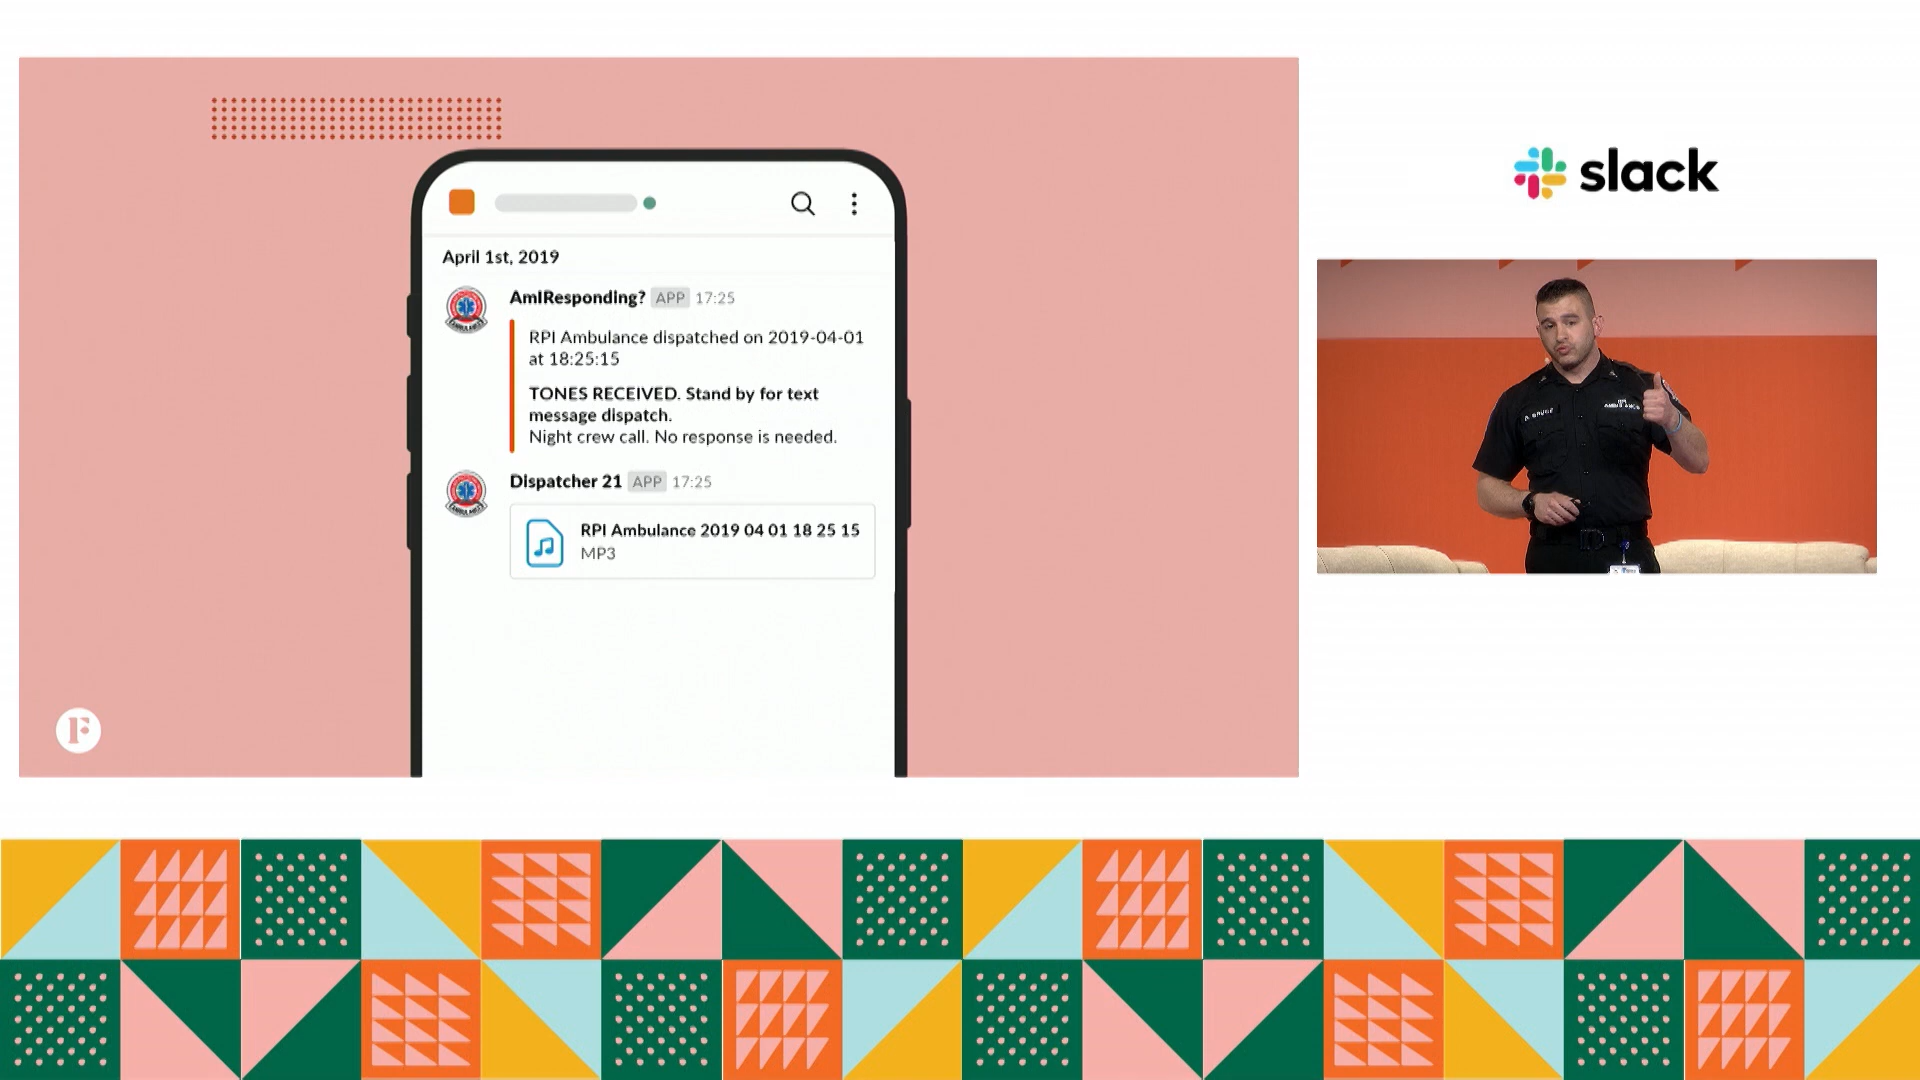 April 1st, 2019
AmIResponding? APP 17:25
RPI Ambulance dispatched on 2019-04-01
at 18:25:15
TONES RECEIVED. Stand by for text
message dispatch.
Night crew call. No response is needed.
Dispatcher 21 APP 17:25
RPI Ambulance 2019 04 01 18 25 15
MP3
F
slack